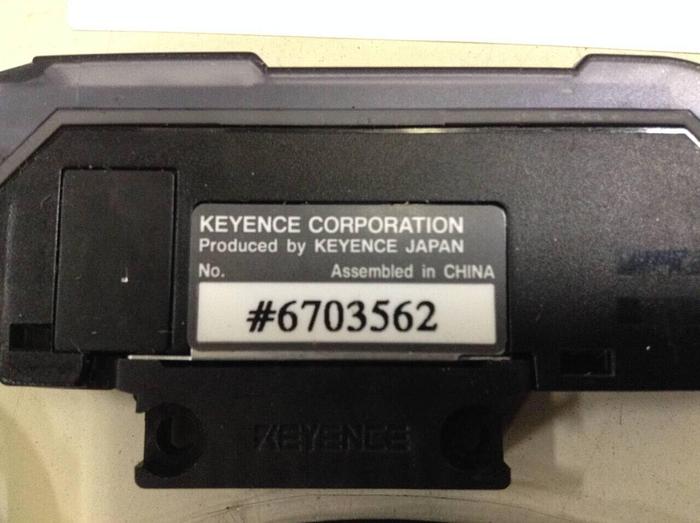 KEYENCE CORPORATION
Produced by KEYENCE JAPAN
No. Assembled in CHINA
#6703562
KEYENCE